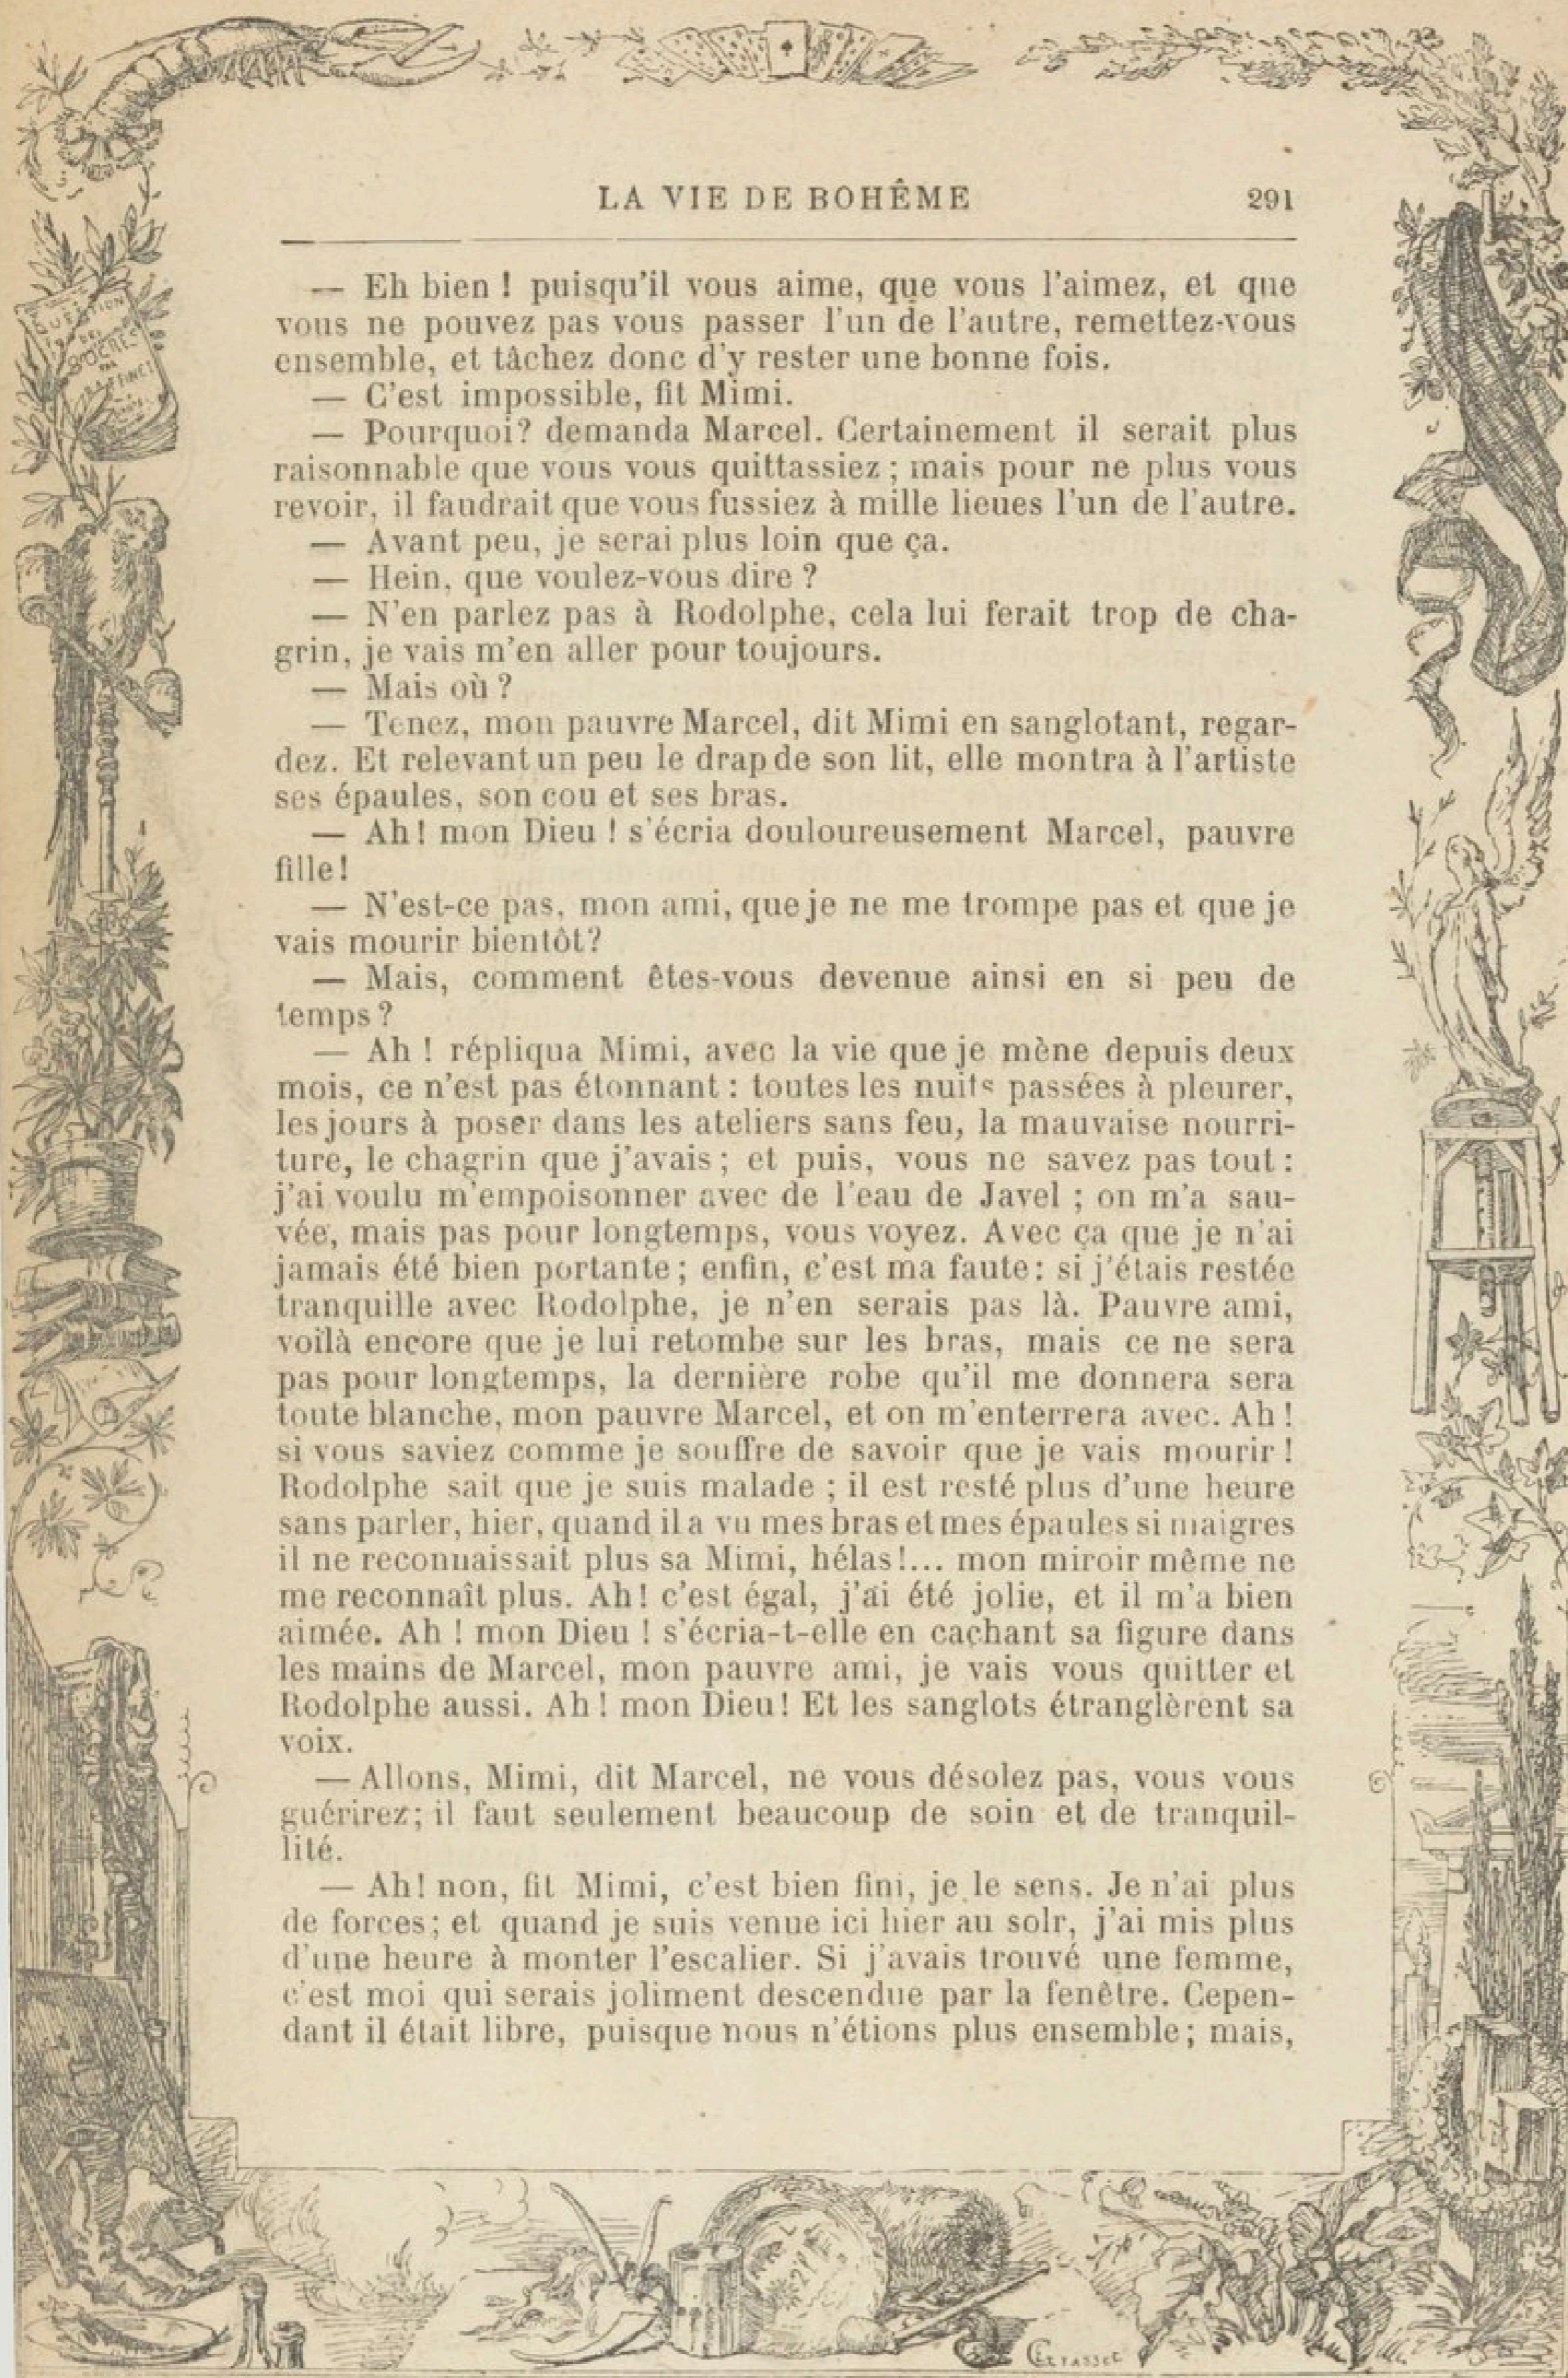 LA VIE DE BOHÊME 291
— Eh bien ! puisqu'il vous aime, que vous l'aimez, et que
vous ne pouvez pas vous passer l'un de l'autre, remettez-vous
ensemble, et tâchez donc d'y rester une bonne fois.
— C'est impossible, fit Mimi.
— Pourquoi? demanda Marcel. Certainement il serait plus
raisonnable que vous vous quittassiez ; mais pour ne plus vous
revoir, il faudrait que vous fussiez à mille lieues l'un de l'autre.
— Avant peu, je serai plus loin que ça.
— Hein, que voulez-vous dire ?
— N'en parlez pas à Rodolphe, cela lui ferait trop de cha-
grin, je vais m'en aller pour toujours.
— Mais où ?
— Tenez, mon pauvre Marcel, dit Mimi en sanglotant, regar-
dez. Et relevant un peu le drap de son lit, elle montra à l'artiste
ses épaules, son cou et ses bras.
— Ah! mon Dieu ! s'écria douloureusement Marcel, pauvre
fille!
— N'est-ce pas, mon ami, que je ne me trompe pas et que je
vais mourir bientôt?
— Mais, comment êtes-vous devenue ainsi en si peu de
temps ?
— Ah ! répliqua Mimi, avec la vie que je mène depuis deux
mois, ce n'est pas étonnant : toutes les nuits passées à pleurer,
les jours à poser dans les ateliers sans feu, la mauvaise nourri-
ture, le chagrin que j'avais ; et puis, vous ne savez pas tout :
j'ai voulu m'empoisonner avec de l'eau de Javel ; on m'a sau-
vée, mais pas pour longtemps, vous voyez. Avec ça que je n'ai
jamais été bien portante ; enfin, c'est ma faute: si j'étais restée
tranquille avec Rodolphe, je n'en serais pas là. Pauvre ami,
voilà encore que je lui retombe sur les bras, mais ce ne sera
pas pour longtemps, la dernière robe qu'il me donnera sera
toute blanche, mon pauvre Marcel, et on m'enterrera avec. Ah !
si vous saviez comme je souffre de savoir que je vais mourir !
Rodolphe sait que je suis malade ; il est resté plus d'une heure
sans parler, hier, quand il a vu mes bras et mes épaules si maigres
il ne reconnaissait plus sa Mimi, hélas !... mon miroir même ne
me reconnaît plus. Ah! c'est égal, j'ai été jolie, et il m'a bien
aimée. Ah ! mon Dieu ! s'écria-t-elle en cachant sa figure dans
les mains de Marcel, mon pauvre ami, je vais vous quitter et
Rodolphe aussi. Ah ! mon Dieu! Et les sanglots étranglèrent sa
voix.
— Allons, Mimi, dit Marcel, ne vous désolez pas, vous vous
guérirez; il faut seulement beaucoup de soin et de tranquil-
lité.
— Ah! non, fit Mimi, c'est bien fini, je le sens. Je n'ai plus
de forces; et quand je suis venue ici hier au soir, j'ai mis plus
d'une heure à monter l'escalier. Si j'avais trouvé une femme,
c'est moi qui serais joliment descendue par la fenêtre. Cepen-
dant il était libre, puisque nous n'étions plus ensemble; mais,